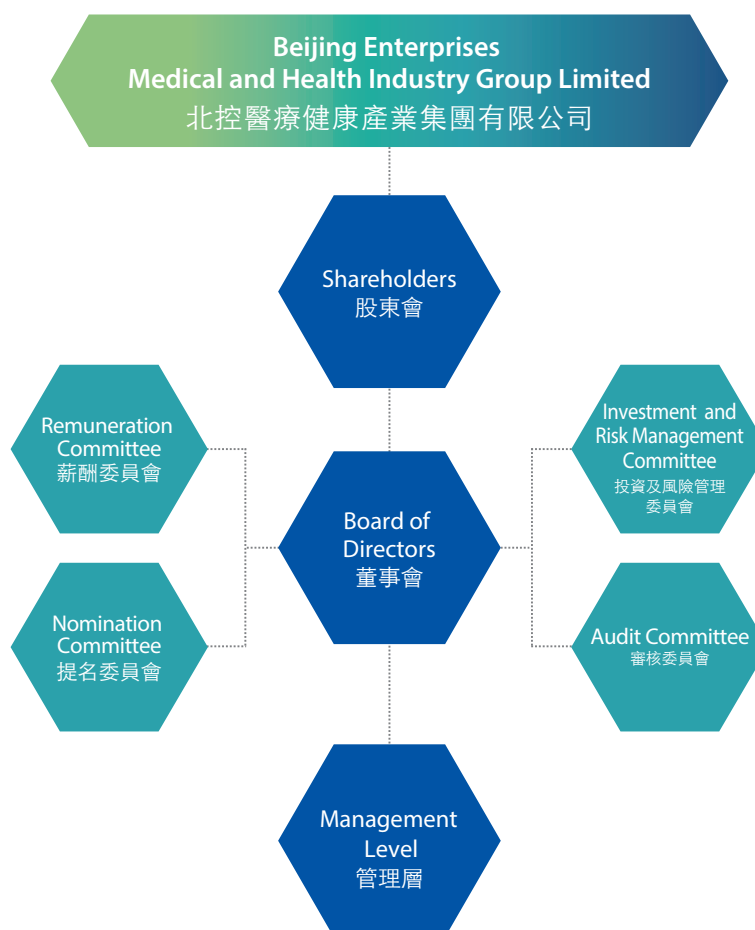 Beijing Enterprises
Medical and Health Industry Group Limited
北控醫療健康產業集團有限公司
Shareholders
股東會
Remuneration
Committee
薪酬委員會
Investment and
Risk Management
Committee
投資及風險管理
委員會
Board of
Directors
董事會
Nomination
Committee
提名委員會
Audit Committee
審核委員會
Management
Level
管理層